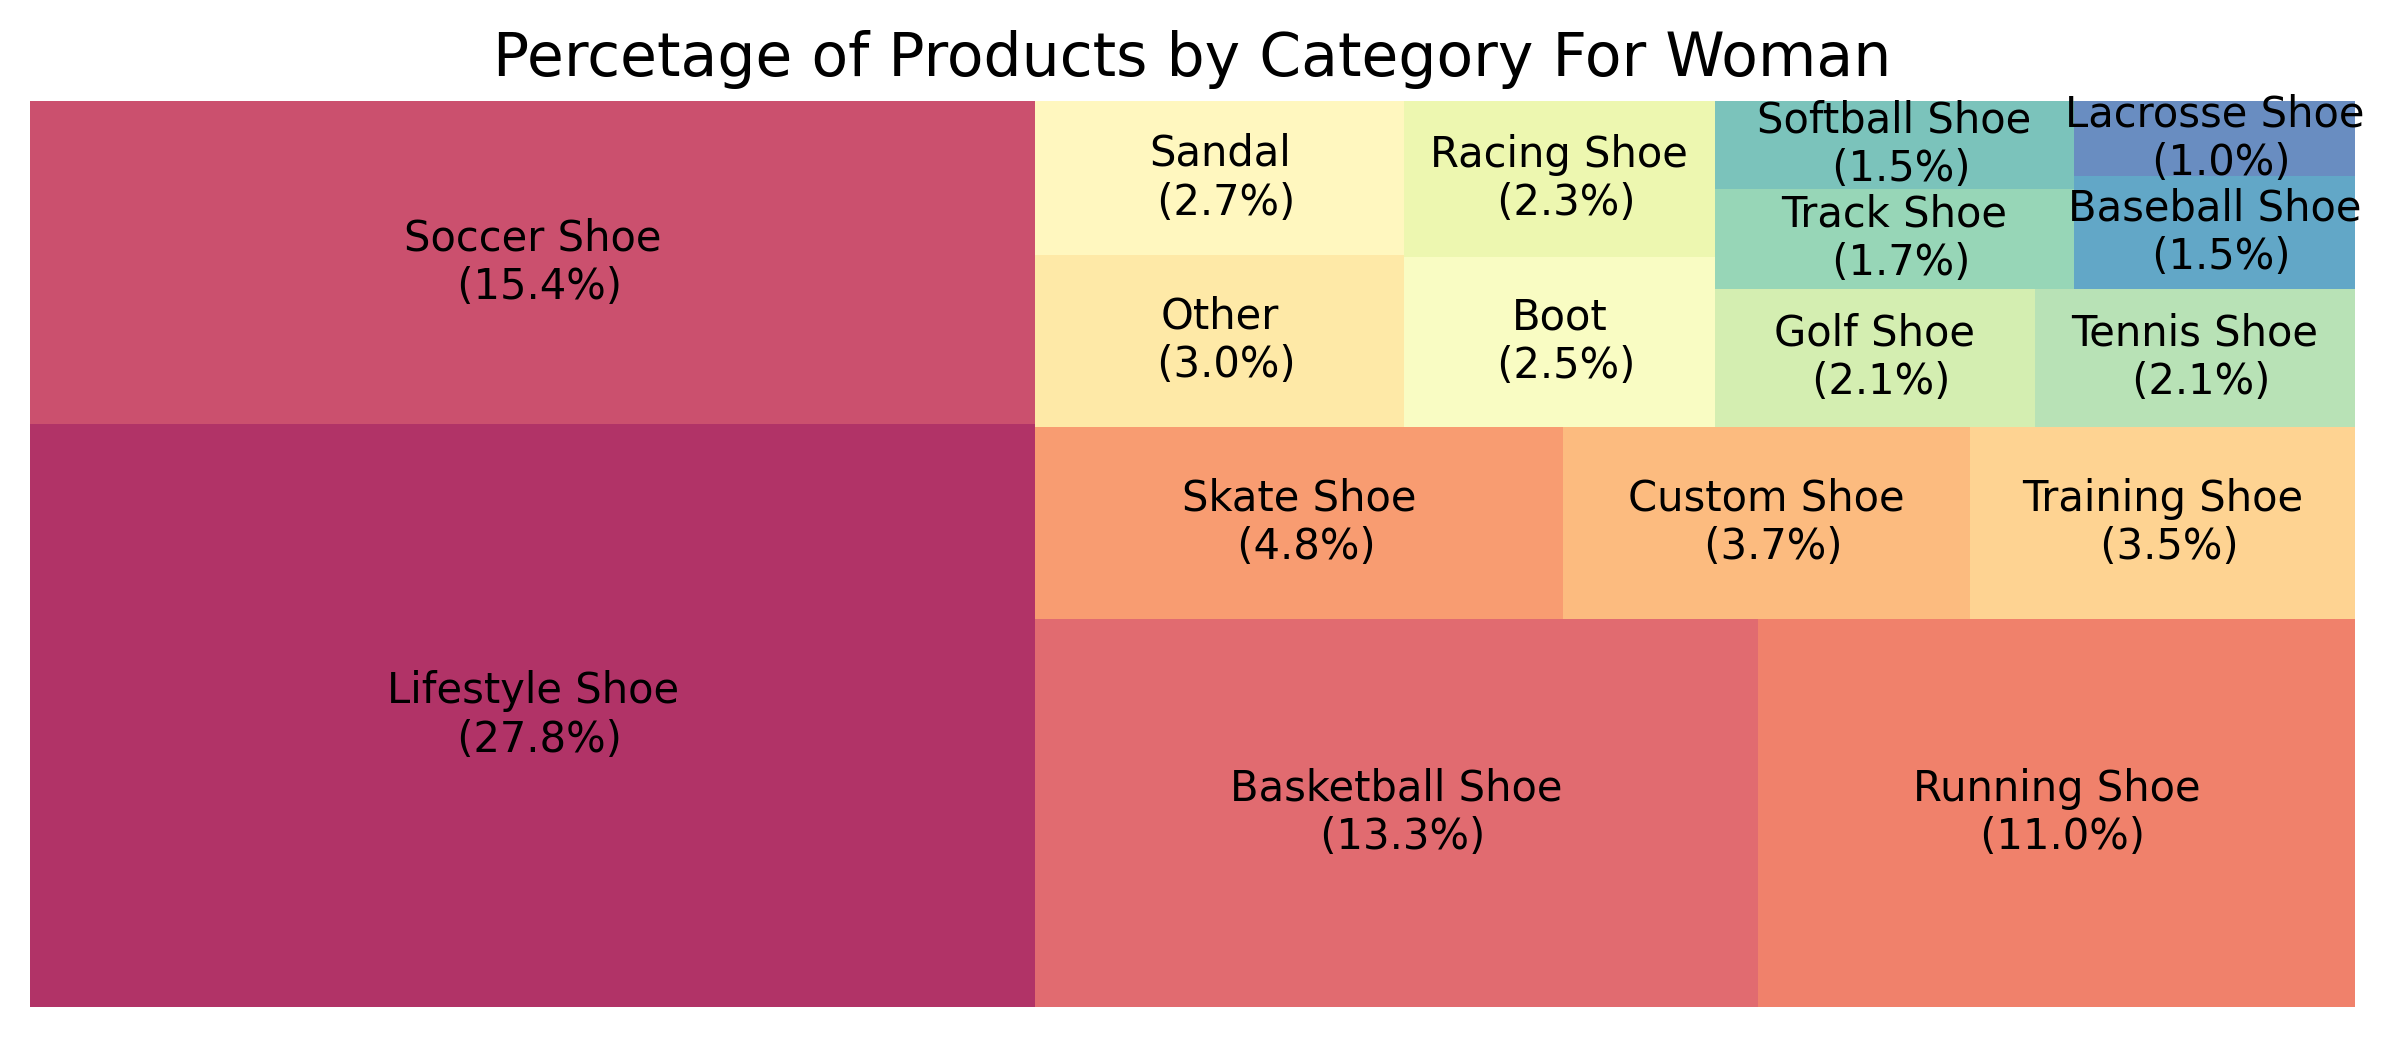 Percetage of Products by Category For Woman
Soccer Shoe
(15.4%)
Lifestyle Shoe
(27.8%)
Sandal
(2.7%)
Racing Shoe
(2.3%)
Softball Shoe
(1.5%)
Lacrosse Shoe
(1.0%)
Track Shoe
(1.7%)
Baseball Shoe
(1.5%)
Other
(3.0%)
Boot
(2.5%)
Golf Shoe
(2.1%)
Tennis Shoe
(2.1%)
Skate Shoe
(4.8%)
Custom Shoe
(3.7%)
Training Shoe
(3.5%)
Basketball Shoe
(13.3%)
Running Shoe
(11.0%)